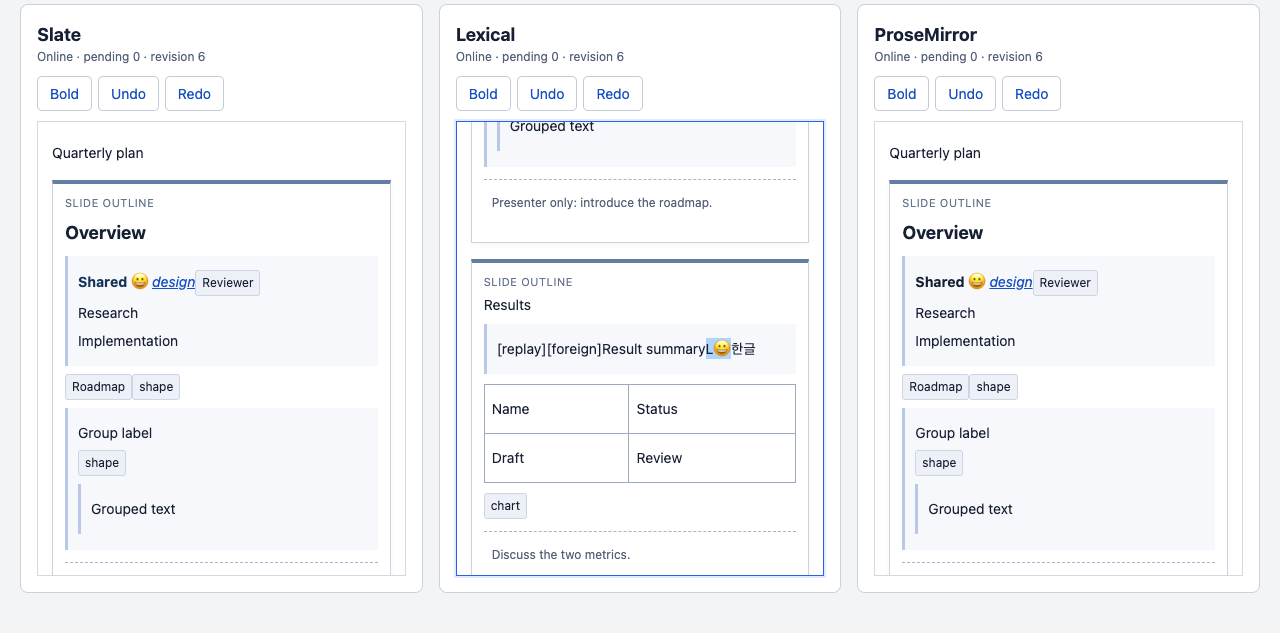 Slate
Online · pending 0 · revision 6
Bold Undo Redo
Quarterly plan
SLIDE OUTLINE
Overview
Shared 😀 design Reviewer
Research
Implementation
Roadmap shape
Group label
shape
Grouped text
Lexical
Online · pending 0 · revision 6
Bold Undo Redo
Grouped text
Presenter only: introduce the roadmap.
SLIDE OUTLINE
Results
[replay][foreign]Result summaryL😀한글
Name Status
Draft Review
chart
Discuss the two metrics.
ProseMirror
Online · pending 0 · revision 6
Bold Undo Redo
Quarterly plan
SLIDE OUTLINE
Overview
Shared 😀 design Reviewer
Research
Implementation
Roadmap shape
Group label
shape
Grouped text